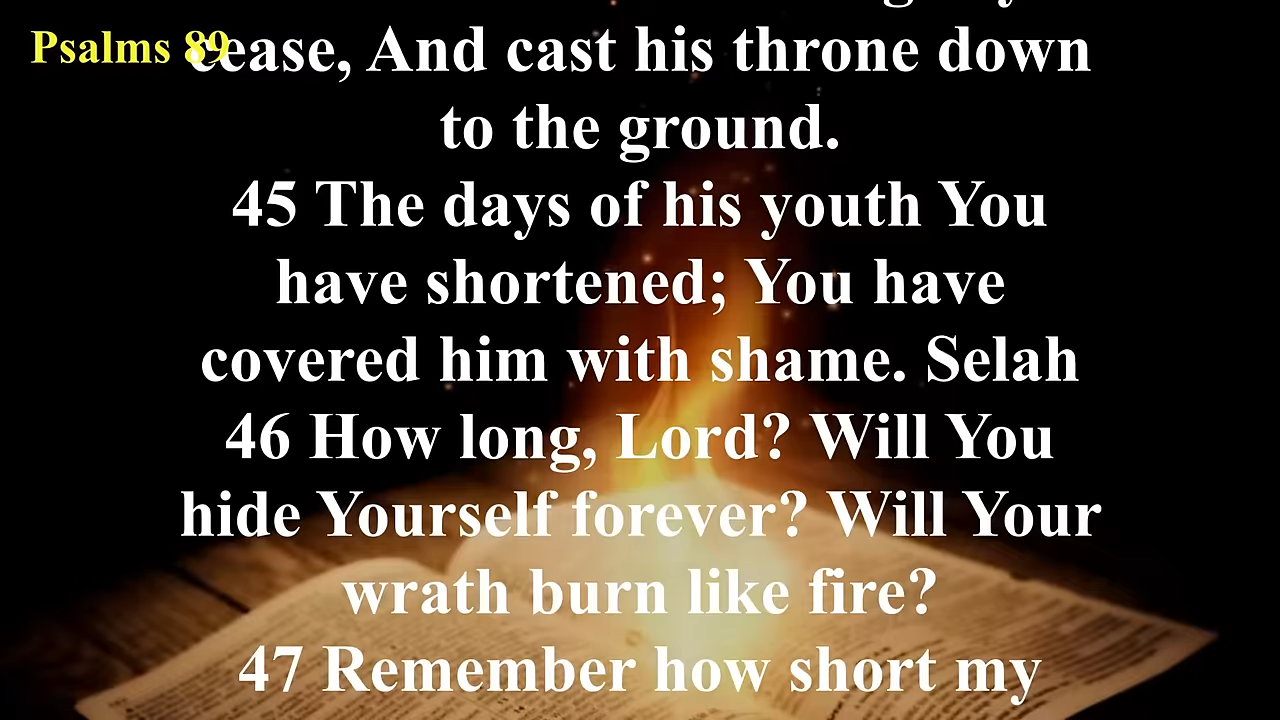 Psalms 89
cease, And cast his throne down
to the ground.
45 The days of his youth You
have shortened; You have
covered him with shame. Selah
46 How long, Lord? Will You
hide Yourself forever? Will Your
wrath burn like fire?
47 Remember how short my